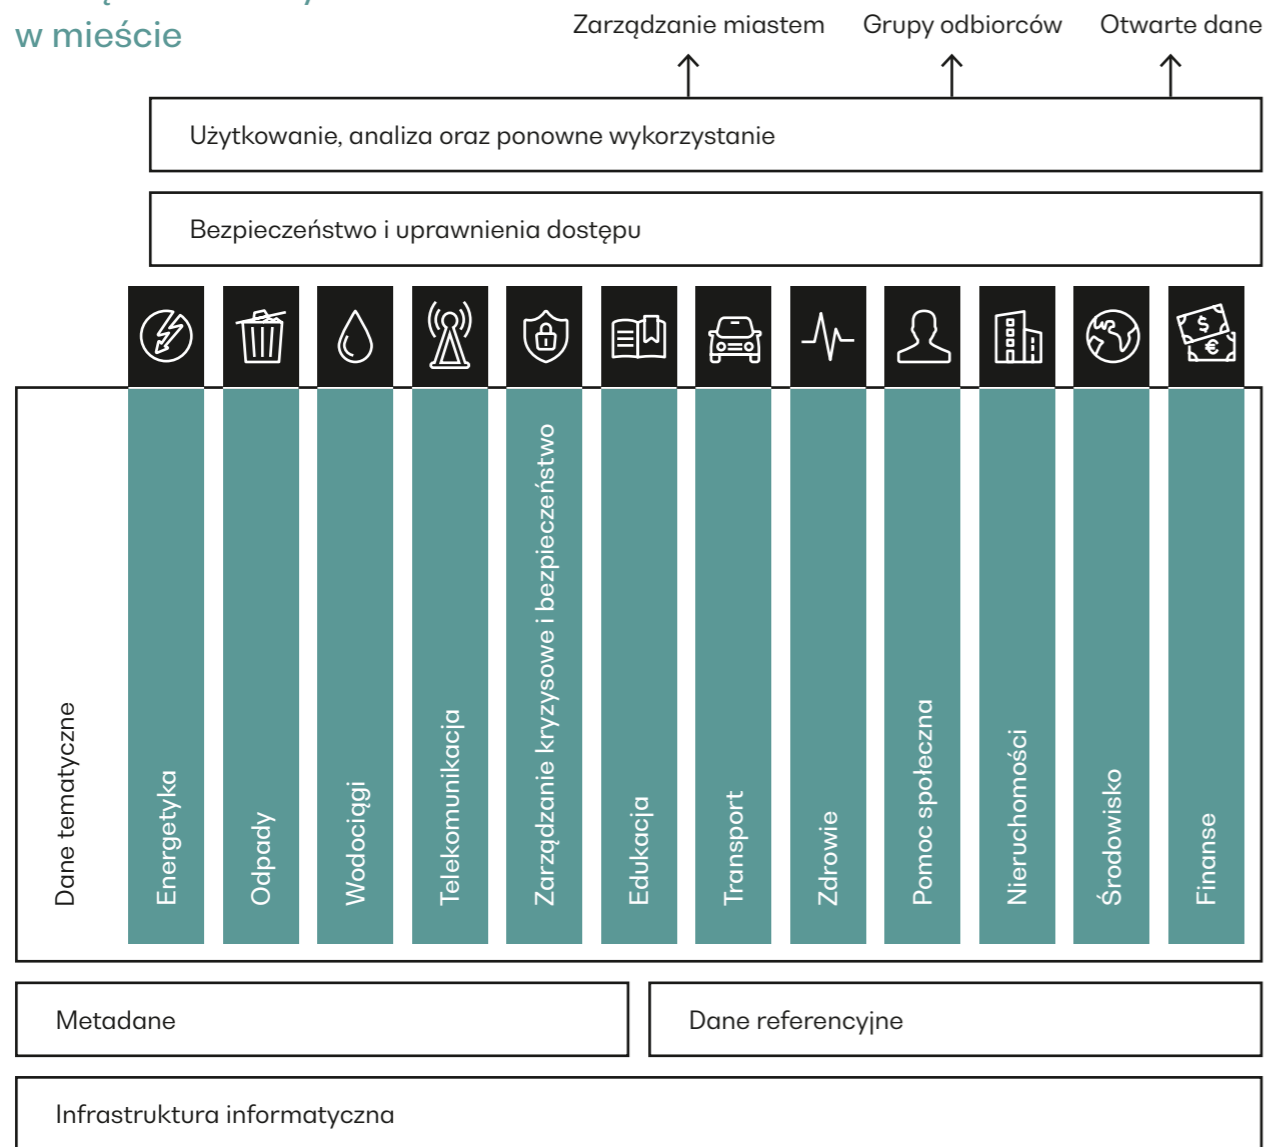 w mieście
Zarządzanie miastem
Grupy odbiorców
Otwarte dane
Użytkowanie, analiza oraz ponowne wykorzystanie
Bezpieczeństwo i uprawnienia dostępu
$
€
Dane tematyczne
Energetyka
Odpady
Wodociągi
Telekomunikacja
Zarządzanie kryzysowe i bezpieczeństwo
Edukacja
Transport
Zdrowie
Pomoc społeczna
Nieruchomości
Środowisko
Finanse
Metadane
Dane referencyjne
Infrastruktura informatyczna